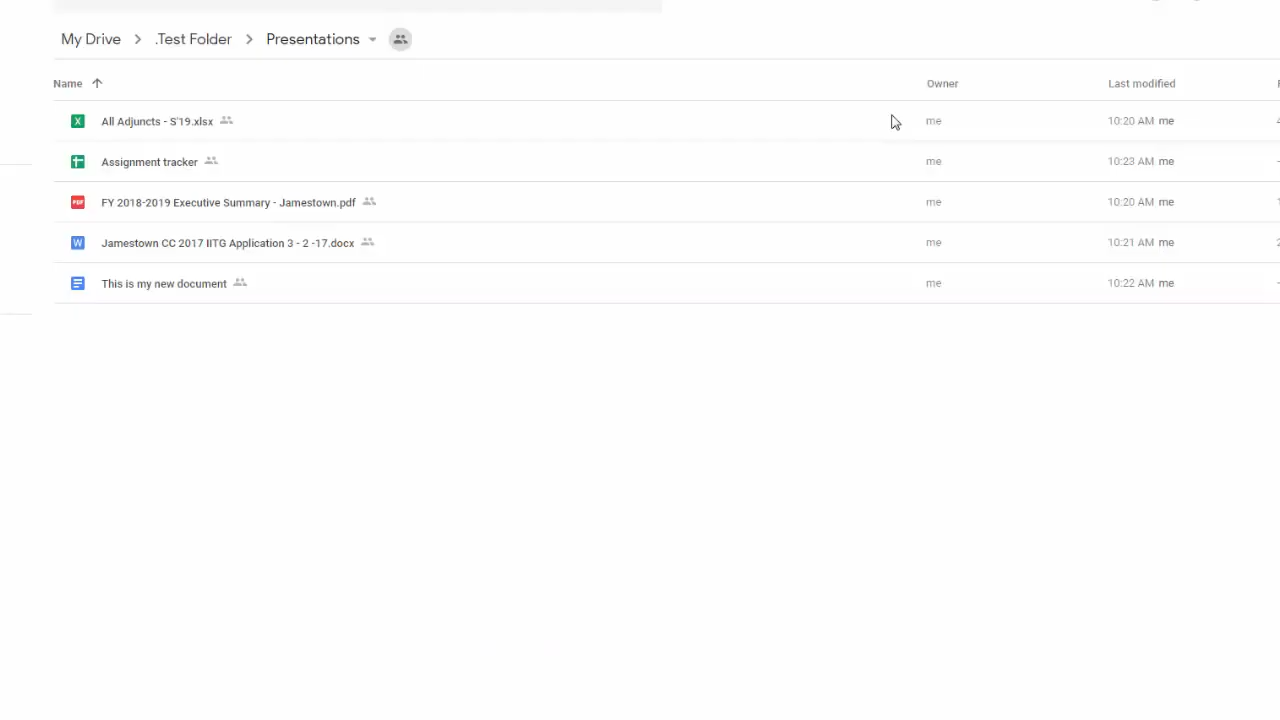 My Drive > .Test Folder > Presentations
Name Owner Last modified
All Adjuncts - S'19.xlsx me 10:20 AM me
Assignment tracker me 10:23 AM me
PDF FY 2018-2019 Executive Summary - Jamestown.pdf me 10:20 AM me
W Jamestown CC 2017 IITG Application 3 - 2 -17.docx me 10:21 AM me
This is my new document me 10:22 AM me